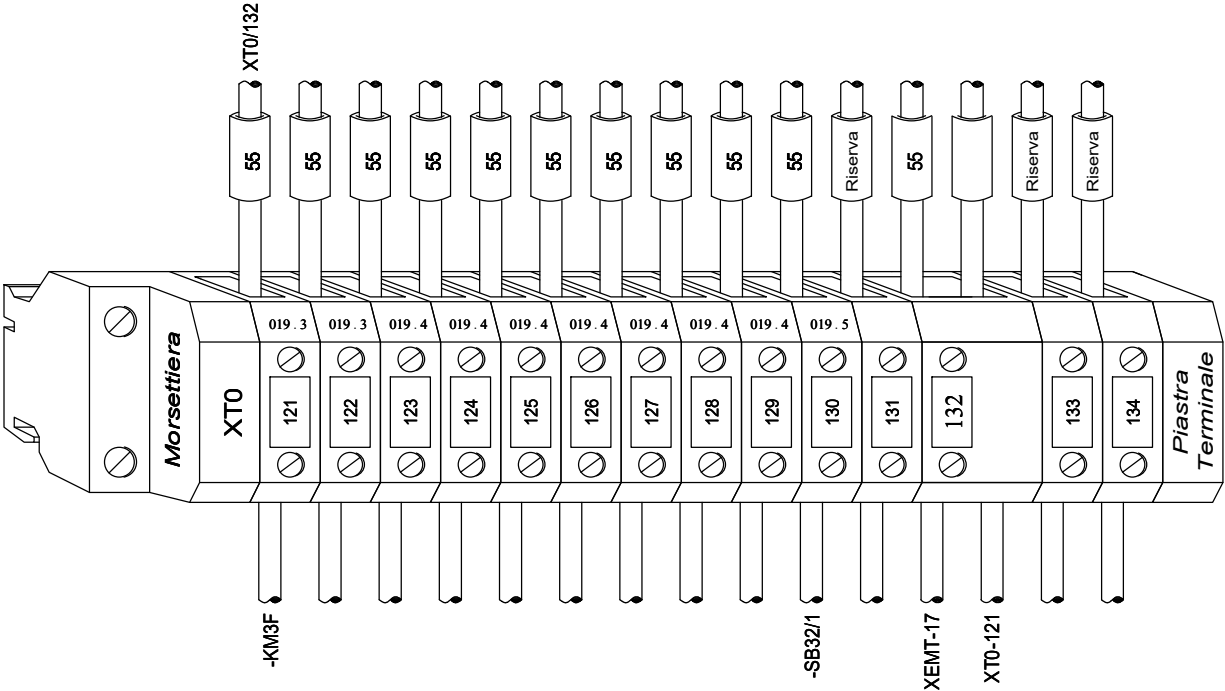 XT0/132
55
55
55
55
55
55
55
55
55
55
Riserva
55
Riserva
Riserva
Morsettiera
XT0
019.3
019.3
019.4
019.4
019.4
019.4
019.4
019.4
019.4
019.5
121
122
123
124
125
126
127
128
129
130
131
132
133
134
Piastra
Terminale
-KM3F
-SB32/1
XEMT-17
XT0-121